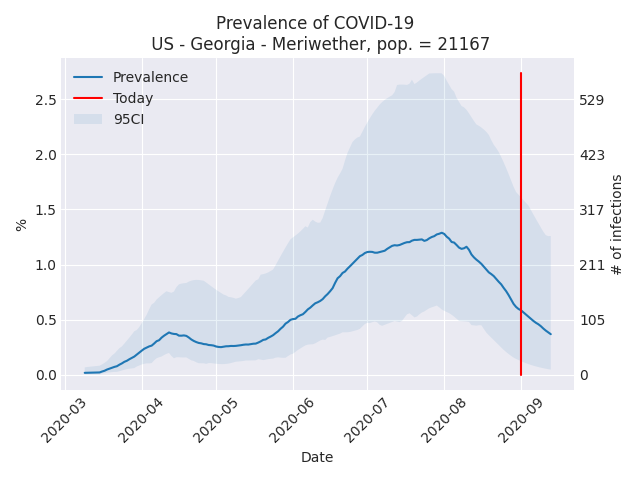 Prevalence of COVID-19
US - Georgia - Meriwether, pop. = 21167
Prevalence
Today
95CI
2.5
2.0
1.5
1.0
0.5
0.0
%
529
423
317
211
105
0
# of infections
2020-03
2020-04
2020-05
2020-06
2020-07
2020-08
2020-09
Date